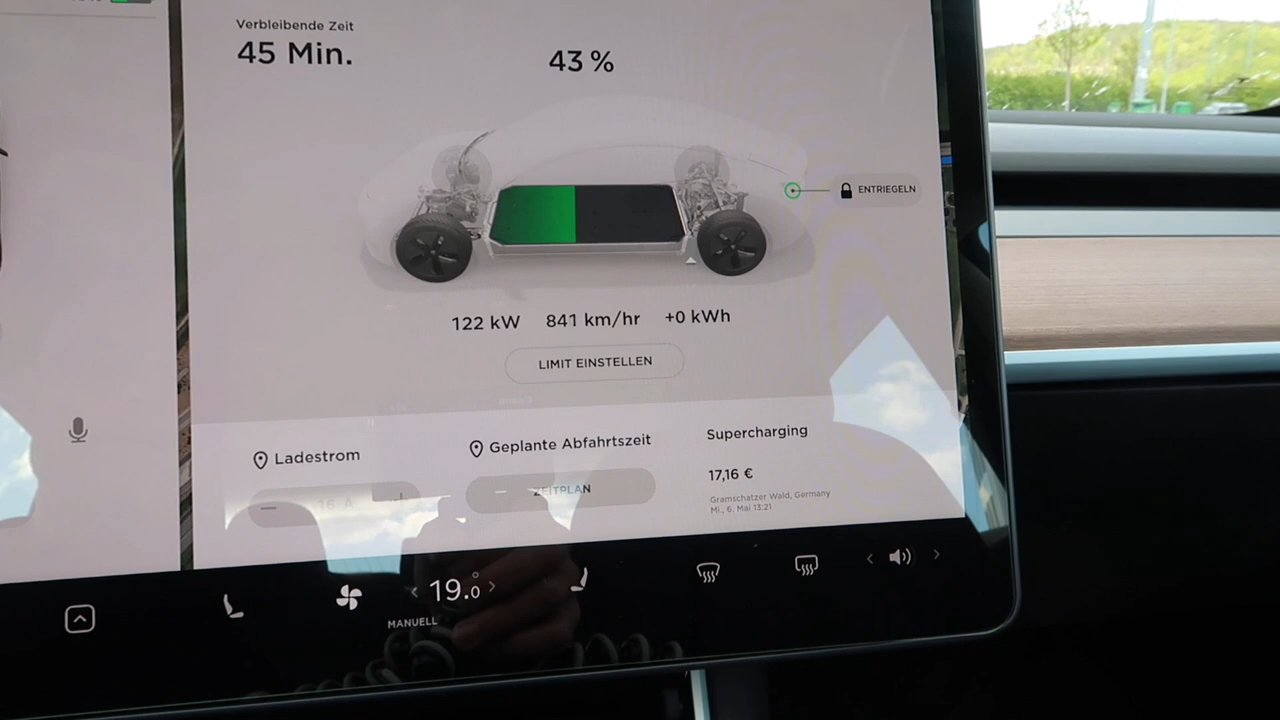 Verbleibende Zeit
45 Min.
43 %
ENTRIEGELN
122 kW 841 km/hr +0 kWh
LIMIT EINSTELLEN
Ladestrom
Geplante Abfahrtszeit
Supercharging
16 A
ZEITPLAN
17,16 €
Gramschatzer Wald, Germany
Mi., 6. Mai 13:21
19.0°
MANUELL